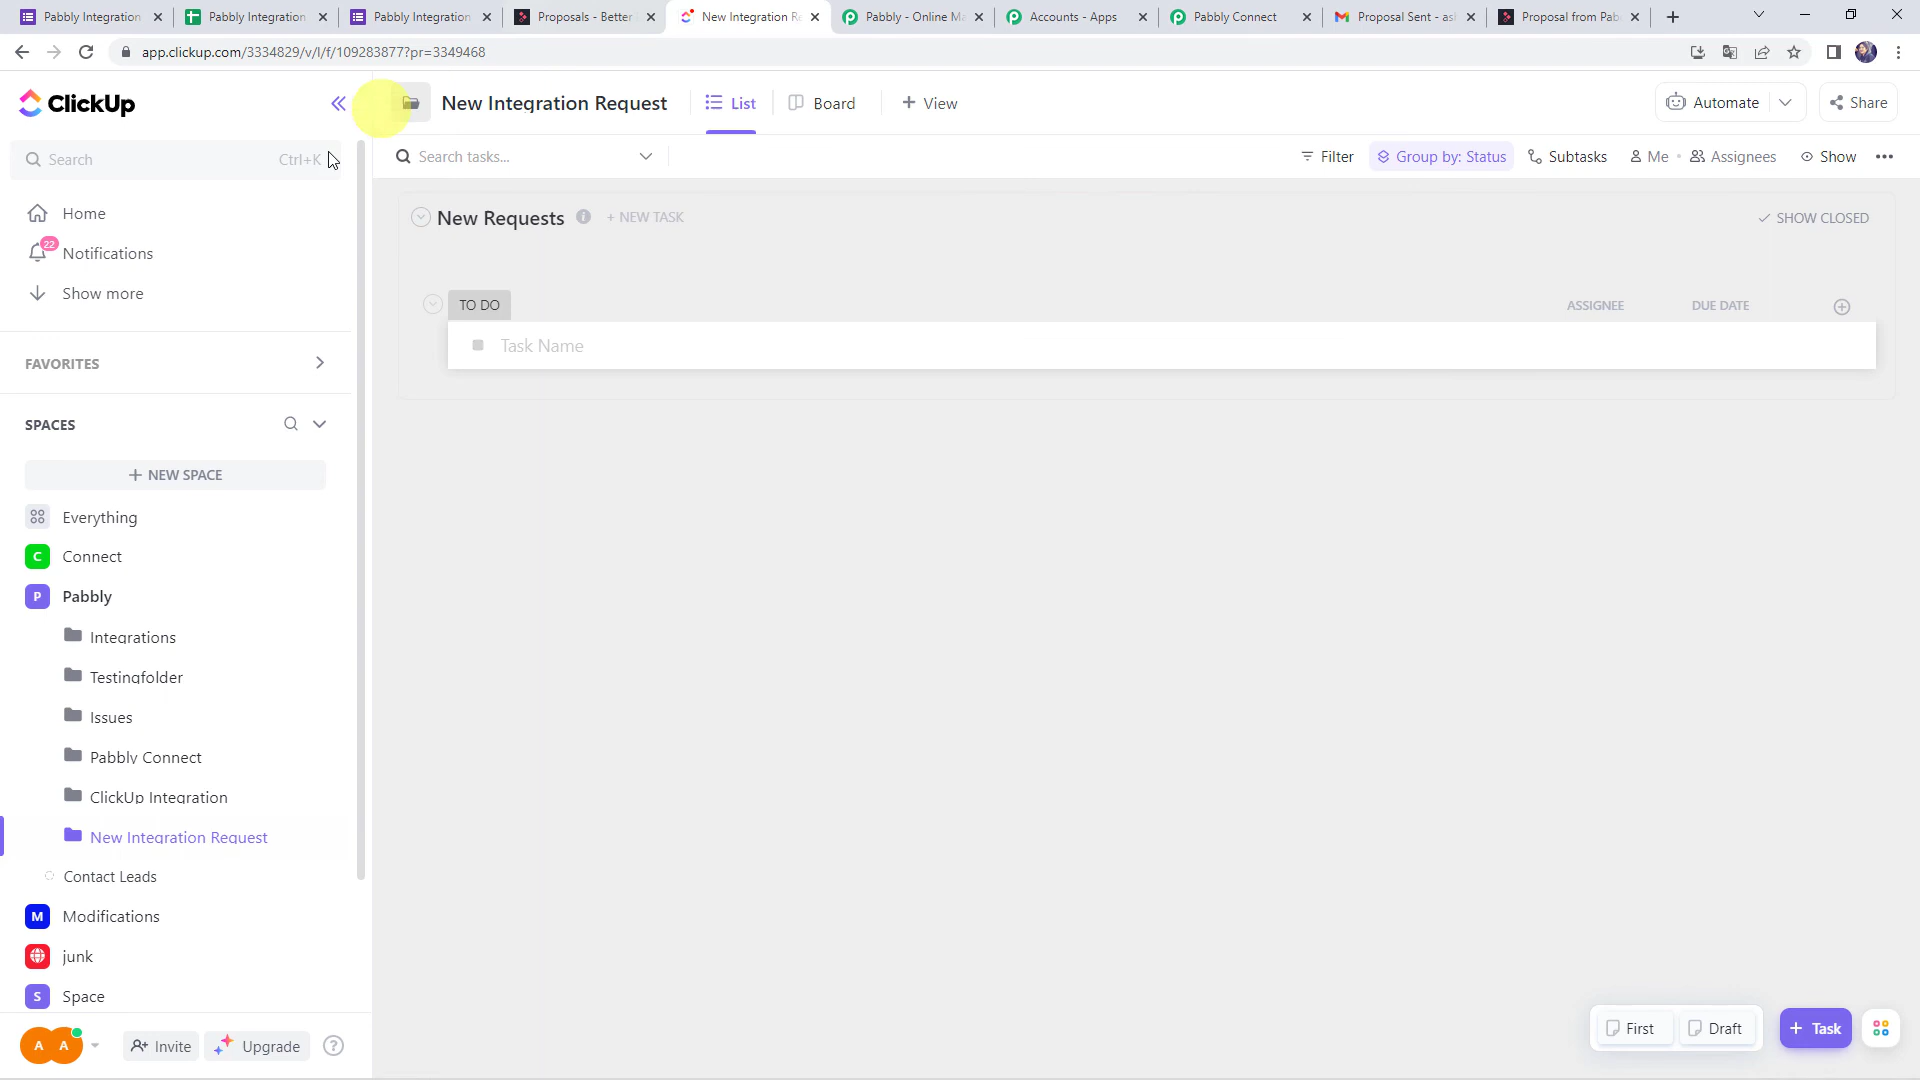 Pabbly Integration
Pabbly Integration
Pabbly Integration
Proposals - Better
New Integration Re
Pabbly - Online Ma
Accounts - Apps
Pabbly Connect
Proposal Sent - asl
Proposal from Pab
app.clickup.com/3334829/v/l/f/109283877?pr=3349468
ClickUp
New Integration Request
List
Board
+ View
Automate
Share
Search
Ctrl+K
Search tasks...
Filter
Group by: Status
Subtasks
Me
Assignees
Show
Home
22
Notifications
Show more
New Requests
+ NEW TASK
SHOW CLOSED
TO DO
ASSIGNEE
DUE DATE
Task Name
FAVORITES
SPACES
+ NEW SPACE
Everything
C
Connect
P
Pabbly
Integrations
Testingfolder
Issues
Pabbly Connect
ClickUp Integration
New Integration Request
Contact Leads
M
Modifications
junk
S
Space
A
A
Invite
Upgrade
?
First
Draft
+ Task